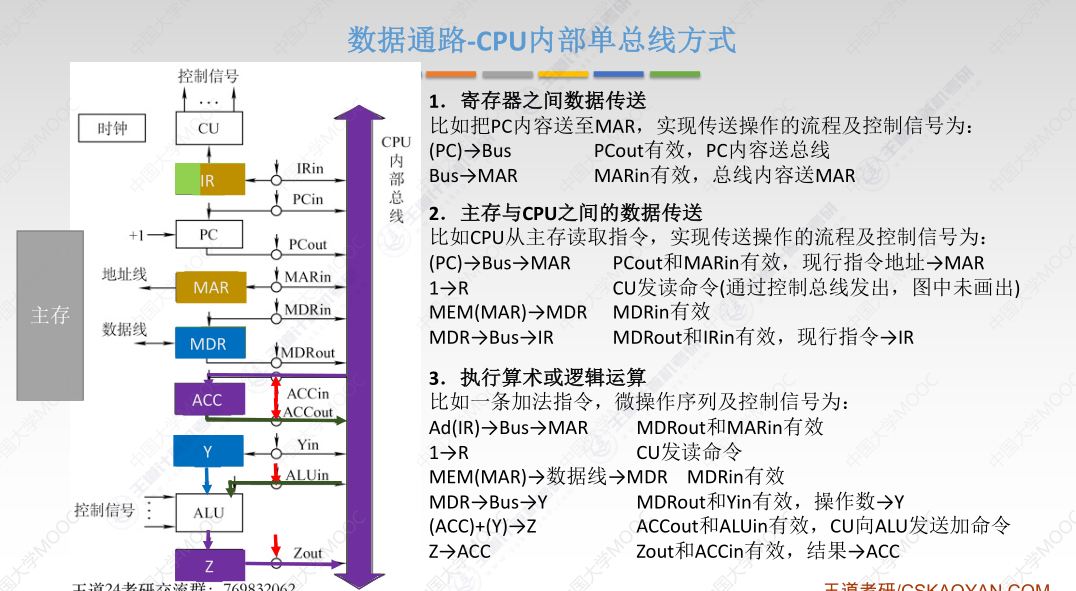 数据通路-CPU内部单总线方式
控制信号
...
时钟
CU
CPU内部总线
IR
IRin
PCin
+1
PC
PCout
地址线
MAR
MARin
主存
MDRin
数据线
MDR
MDRout
ACC
ACCin
ACCout
Y
Yin
ALUin
控制信号
ALU
Z
Zout
1. 寄存器之间数据传送
比如把PC内容送至MAR，实现传送操作的流程及控制信号为：
(PC)→Bus PCout有效，PC内容送总线
Bus→MAR MARin有效，总线内容送MAR
2. 主存与CPU之间的数据传送
比如CPU从主存读取指令，实现传送操作的流程及控制信号为：
(PC)→Bus→MAR PCout和MARin有效，现行指令地址→MAR
1→R CU发读命令(通过控制总线发出，图中未画出)
MEM(MAR)→MDR MDRin有效
MDR→Bus→IR MDRout和IRin有效，现行指令→IR
3. 执行算术或逻辑运算
比如一条加法指令，微操作序列及控制信号为：
Ad(IR)→Bus→MAR MDRout和MARin有效
1→R CU发读命令
MEM(MAR)→数据线→MDR MDRin有效
MDR→Bus→Y MDRout和Yin有效，操作数→Y
(ACC)+(Y)→Z ACCout和ALUin有效，CU向ALU发送加命令
Z→ACC Zout和ACCin有效，结果→ACC
王道24考研交流群：769832062
王道考研/CSKAOYAN.COM